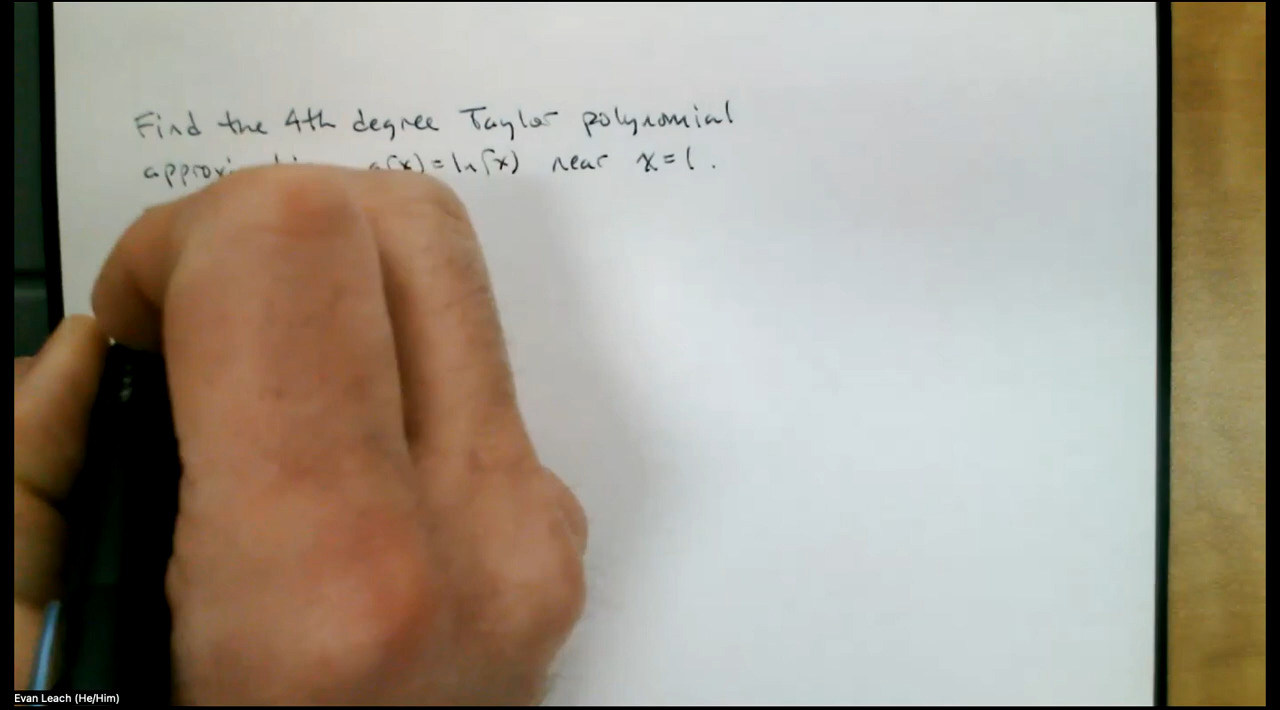 Find the 4th degree Taylor polynomial
(x) = ln(x) near x=1.
Evan Leach (He/Him)